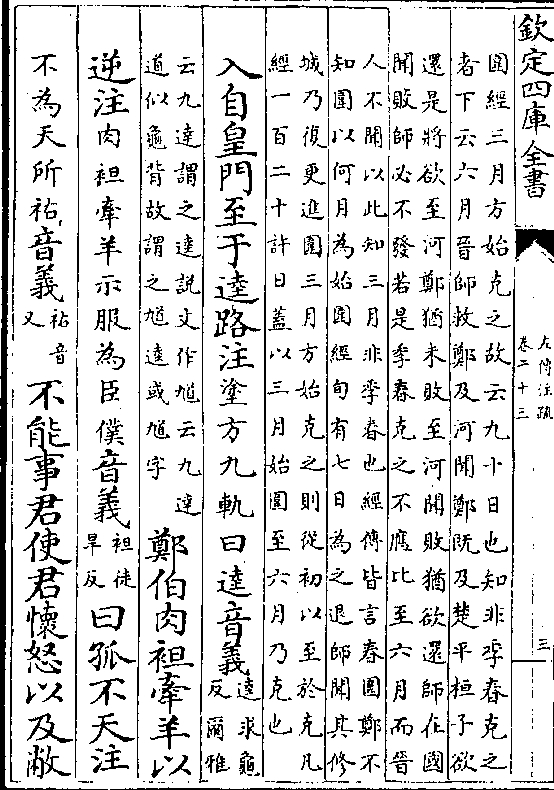 欽定四庫全書
左傳注疏
卷二十三
三
圍經三月方始克之故云九十日也知非季春克之
者下云六月晉師救鄭及河聞鄭既及楚平桓子欲
還是將欲至河鄭猶未敗至河聞敗猶欲還師在國
聞敗師必不發若是季春克之不應比至六月而晉
人不聞以此知三月非季春也經傳皆言春圍鄭不
知圍以何月為始圍經旬有七日為之退師聞其修
城乃復更進圍三月方始克之則從初以至於克凡
經一百二十許日蓋以三月始圍至六月乃克也
入自皇門至于逵路注塗方九軌曰逵音義逵求龜反爾雅
云九達謂之逵説文作馗云九達道似龜背故謂之馗逵或馗字鄭伯肉袒牽羊以
逆注肉袒牽羊示服為臣僕音義袒徒旱反曰孤不天注
不為天所祐音義祐音又不能事君使君懷怒以及敝